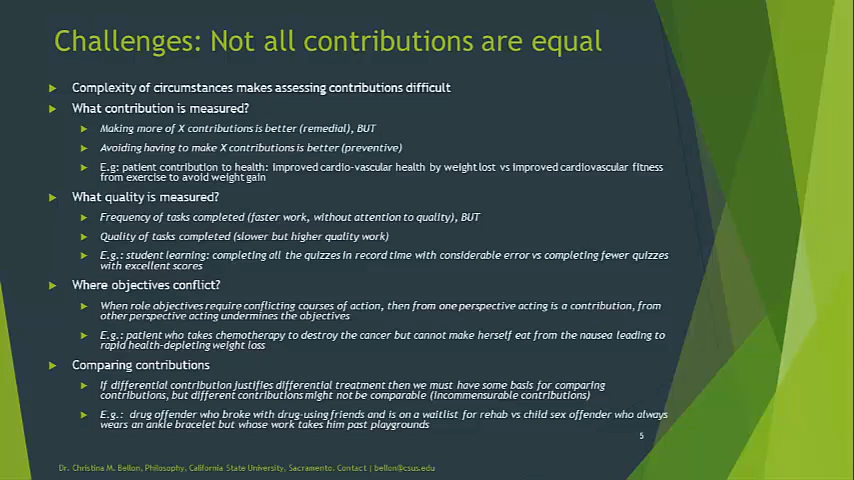 Challenges: Not all contributions are equal
Complexity of circumstances makes assessing contributions difficult
What contribution is measured?
Making more of X contributions is better (remedial), BUT
Avoiding having to make X contributions is better (preventive)
E.g: patient contribution to health: improved cardio-vascular health by weight lost vs improved cardiovascular fitness
from exercise to avoid weight gain
What quality is measured?
Frequency of tasks completed (faster work, without attention to quality), BUT
Quality of tasks completed (slower but higher quality work)
E.g.: student learning: completing all the quizzes in record time with considerable error vs completing fewer quizzes
with excellent scores
Where objectives conflict?
When role objectives require conflicting courses of action, then from one perspective acting is a contribution, from
other perspective acting undermines the objectives
E.g.: patient who takes chemotherapy to destroy the cancer but cannot make herself eat from the nausea leading to
rapid health-depleting weight loss
Comparing contributions
If differential contribution justifies differential treatment then we must have some basis for comparing
contributions, but different contributions might not be comparable (incommensurable contributions)
E.g.: drug offender who broke with drug-using friends and is on a waitlist for rehab vs child sex offender who always
wears an ankle bracelet but whose work takes him past playgrounds
5
Dr. Christina M. Bellon, Philosophy, California State University, Sacramento. Contact | bellon@csus.edu